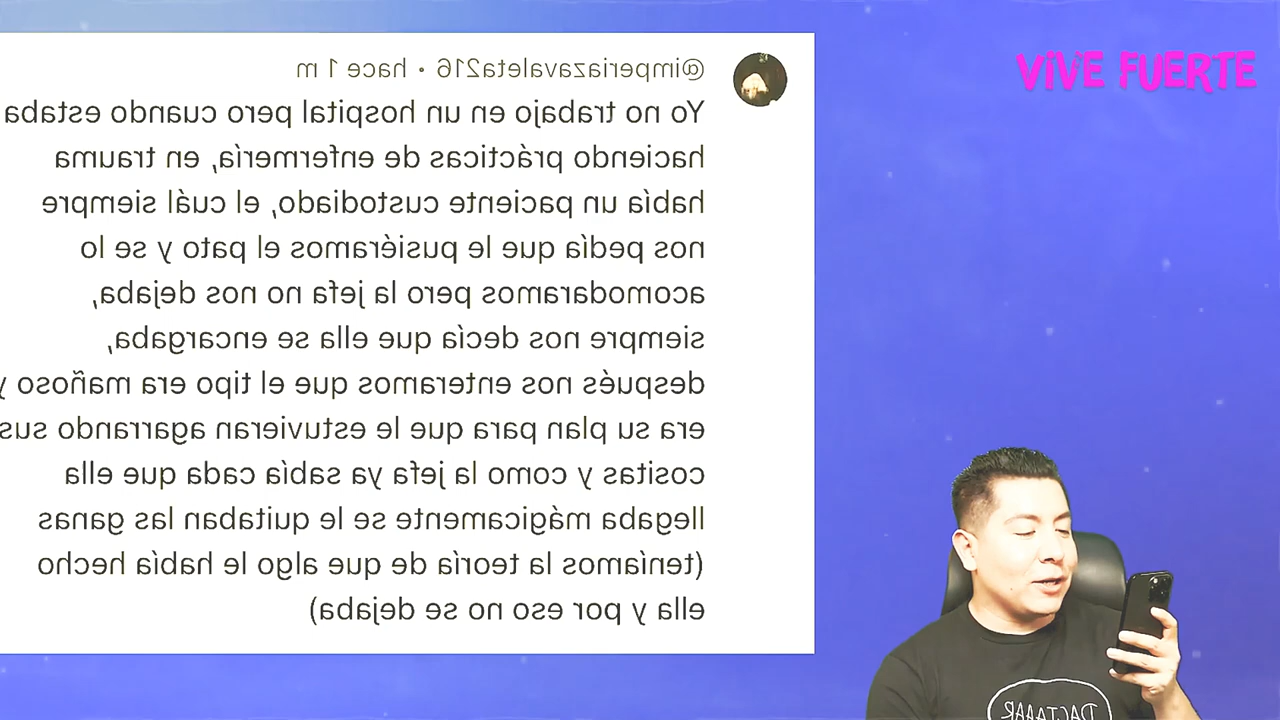 VIVE FUERTE
@imperiazavaleta216 • hace 1 m
Yo no trabajo en un hospital pero cuando estaba
haciendo prácticas de enfermería, en trauma
había un paciente custodiado, el cuál siempre
nos pedía que le pusiéramos el pato y se lo
acomodaramos pero la jefa no nos dejaba,
siempre nos decía que ella se encargaba,
después nos enteramos que el tipo era mañoso y
era su plan para que le estuvieran agarrando sus
cositas y como la jefa ya sabía cada que ella
llegaba mágicamente se le quitaban las ganas
(teníamos la teoría de que algo le había hecho
ella y por eso no se dejaba)